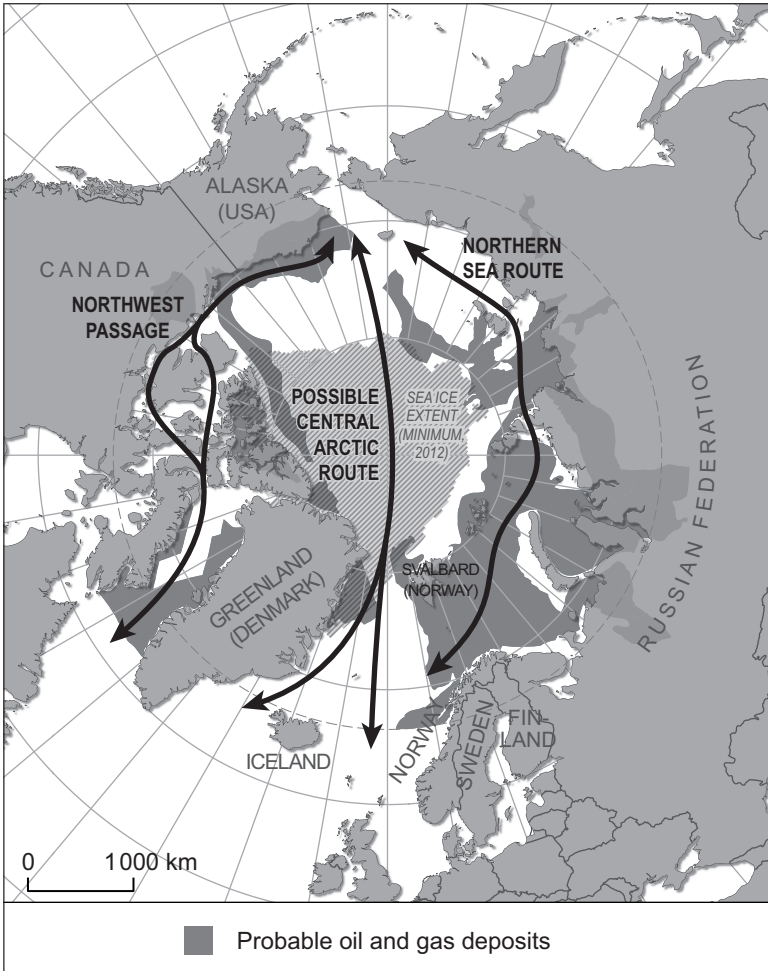 ALASKA
(USA)
CANADA
NORTHERN
SEA ROUTE
NORTHWEST
PASSAGE
POSSIBLE
CENTRAL
ARCTIC
ROUTE
SEA ICE
EXTENT
(MINIMUM,
2012)
RUSSIAN FEDERATION
GREENLAND
(DENMARK)
SVALBARD
(NORWAY)
ICELAND
NORWAY
SWEDEN
FIN-
LAND
0 1000 km
Probable oil and gas deposits